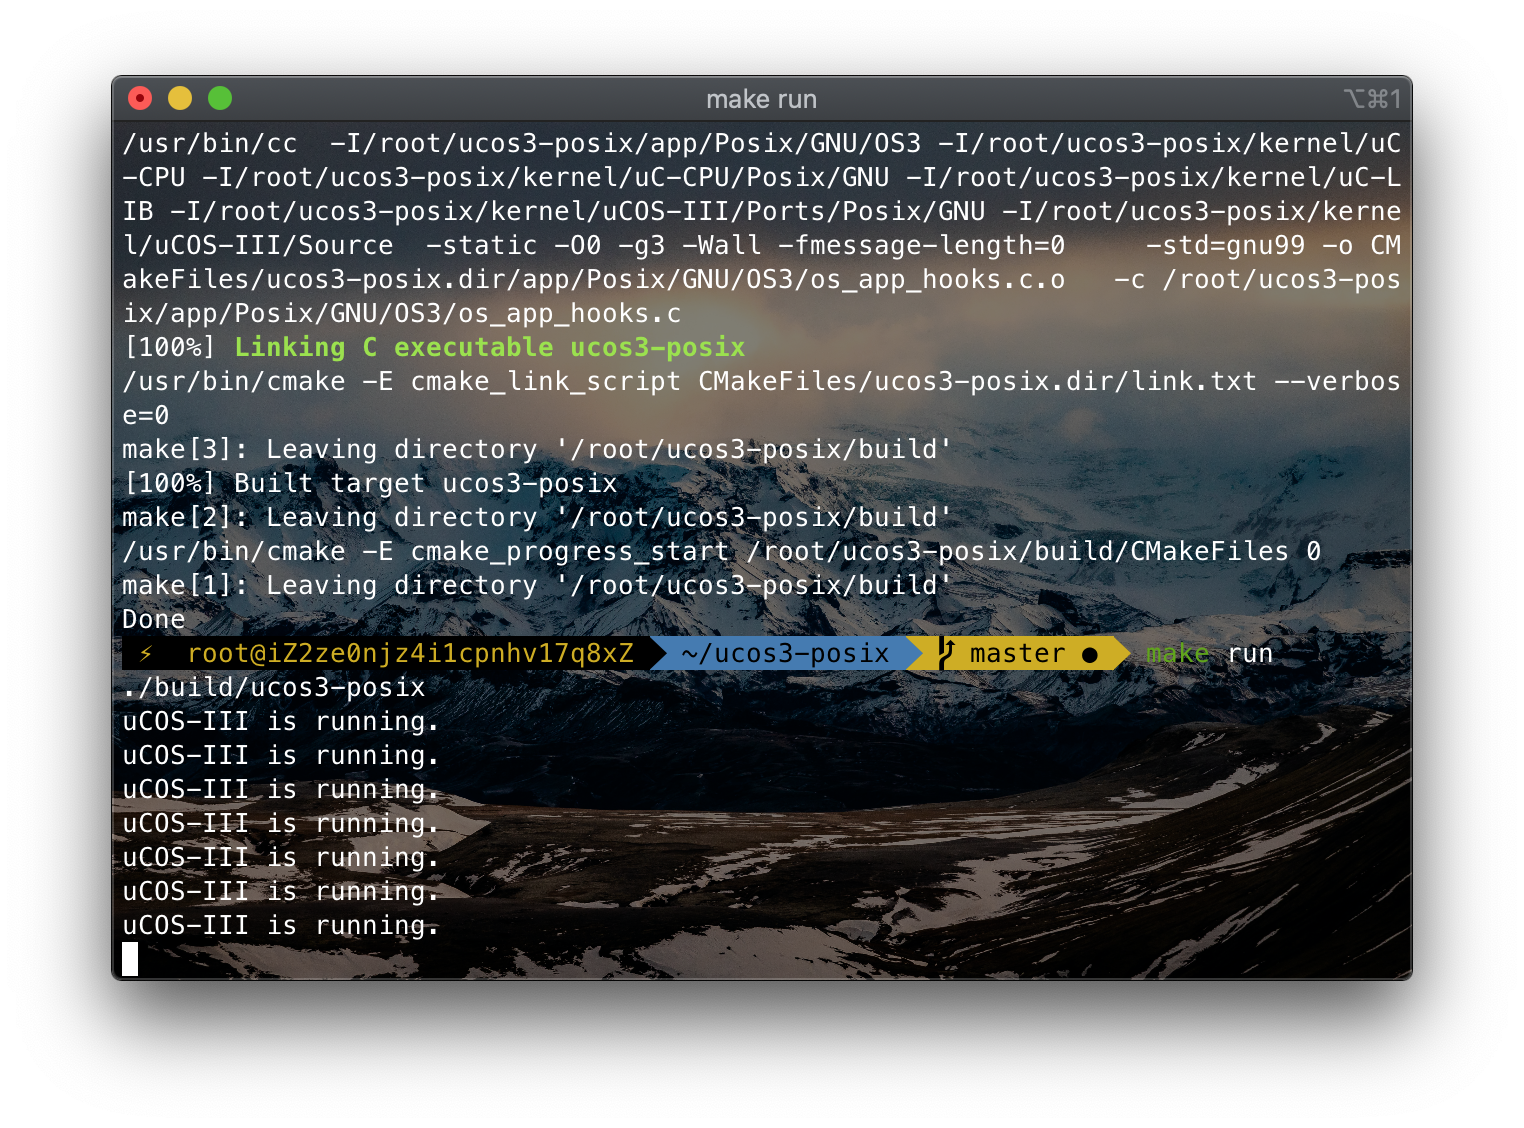 make run
⌥⌘1
/usr/bin/cc  -I/root/ucos3-posix/app/Posix/GNU/OS3 -I/root/ucos3-posix/kernel/uC
-CPU -I/root/ucos3-posix/kernel/uC-CPU/Posix/GNU -I/root/ucos3-posix/kernel/uC-L
IB -I/root/ucos3-posix/kernel/uCOS-III/Ports/Posix/GNU -I/root/ucos3-posix/kerne
l/uCOS-III/Source  -static -O0 -g3 -Wall -fmessage-length=0     -std=gnu99 -o CM
akeFiles/ucos3-posix.dir/app/Posix/GNU/OS3/os_app_hooks.c.o   -c /root/ucos3-pos
ix/app/Posix/GNU/OS3/os_app_hooks.c
[100%] Linking C executable ucos3-posix
/usr/bin/cmake -E cmake_link_script CMakeFiles/ucos3-posix.dir/link.txt --verbos
e=0
make[3]: Leaving directory '/root/ucos3-posix/build'
[100%] Built target ucos3-posix
make[2]: Leaving directory '/root/ucos3-posix/build'
/usr/bin/cmake -E cmake_progress_start /root/ucos3-posix/build/CMakeFiles 0
make[1]: Leaving directory '/root/ucos3-posix/build'
Done
⚡ root@iZ2ze0njz4i1cpnhv17q8xZ ~/ucos3-posix master ● make run
./build/ucos3-posix
uCOS-III is running.
uCOS-III is running.
uCOS-III is running.
uCOS-III is running.
uCOS-III is running.
uCOS-III is running.
uCOS-III is running.